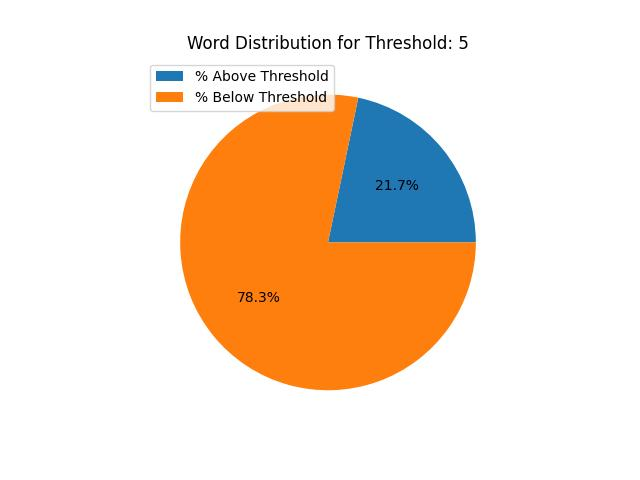 Word Distribution for Threshold: 5
% Above Threshold
% Below Threshold
21.7%
78.3%